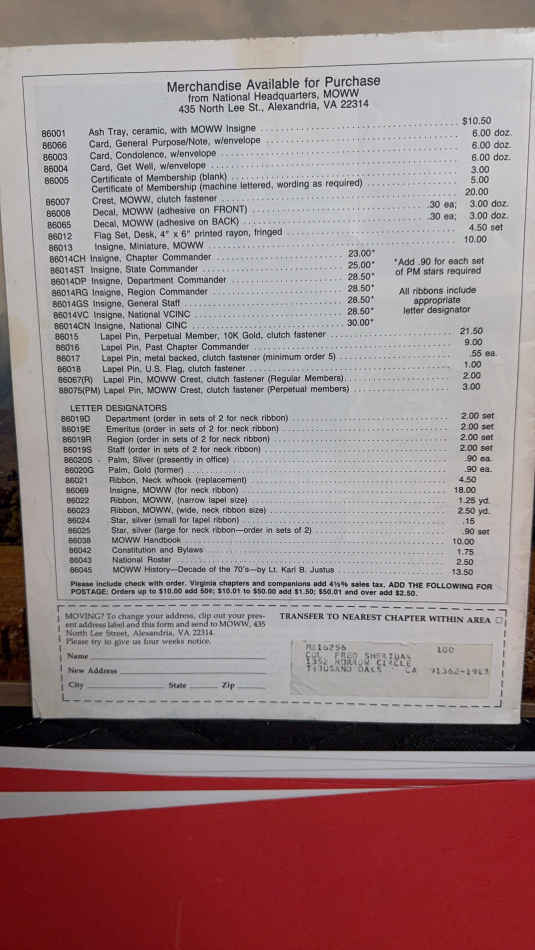 Merchandise Available for Purchase
from National Headquarters, MOWW
435 North Lee St., Alexandria, VA 22314
86001 Ash Tray, ceramic, with MOWW Insigne $10.50
86066 Card, General Purpose/Note, w/envelope 6.00 doz.
86003 Card, Condolence, w/envelope 6.00 doz.
86004 Card, Get Well, w/envelope 6.00 doz.
86005 Certificate of Membership (blank) 3.00
Certificate of Membership (machine lettered, wording as required) 5.00
86007 Crest, MOWW, clutch fastener 20.00
86008 Decal, MOWW (adhesive on FRONT) .30 ea; 3.00 doz.
86065 Decal, MOWW (adhesive on BACK) .30 ea; 3.00 doz.
86012 Flag Set, Desk, 4" x 6" printed rayon, fringed 4.50 set
86013 Insigne, Miniature, MOWW 10.00
86014CH Insigne, Chapter Commander 23.00*
86014ST Insigne, State Commander 25.00*
86014DP Insigne, Department Commander 28.50*
86014RG Insigne, Region Commander 28.50*
86014GS Insigne, General Staff 28.50*
86014VC Insigne, National VCINC 28.50*
86014CN Insigne, National CINC 30.00*
*Add .90 for each set
of PM stars required
All ribbons include
appropriate
letter designator
86015 Lapel Pin, Perpetual Member, 10K Gold, clutch fastener 21.50
86016 Lapel Pin, Past Chapter Commander 9.00
86017 Lapel Pin, metal backed, clutch fastener (minimum order 5) .55 ea.
86018 Lapel Pin, U.S. Flag, clutch fastener 1.00
86067(R) Lapel Pin, MOWW Crest, clutch fastener (Regular Members) 2.00
88075(PM) Lapel Pin, MOWW Crest, clutch fastener (Perpetual members) 3.00
LETTER DESIGNATORS
86019D Department (order in sets of 2 for neck ribbon) 2.00 set
86019E Emeritus (order in sets of 2 for neck ribbon) 2.00 set
86019R Region (order in sets of 2 for neck ribbon) 2.00 set
86019S Staff (order in sets of 2 for neck ribbon) 2.00 set
86020S - Palm, Silver (presently in office) .90 ea.
86020G Palm, Gold (former) .90 ea.
86021 Ribbon, Neck w/hook (replacement) 4.50
86069 Insigne, MOWW (for neck ribbon) 18.00
86022 Ribbon, MOWW, (narrow lapel size) 1.25 yd.
86023 Ribbon, MOWW, (wide, neck ribbon size) 2.50 yd.
86024 Star, silver (small for lapel ribbon) .15
86025 Star, silver (large for neck ribbon—order in sets of 2) .90 set
86038 MOWW Handbook 10.00
86042 Constitution and Bylaws 1.75
86043 National Roster 2.50
86045 MOWW History—Decade of the 70's—by Lt. Karl B. Justus 13.50
Please include check with order. Virginia chapters and companions add 4½% sales tax. ADD THE FOLLOWING FOR
POSTAGE: Orders up to $10.00 add 50¢; $10.01 to $50.00 add $1.50; $50.01 and over add $2.50.
MOVING? To change your address, clip out your pres-
ent address label and this form and send to MOWW, 435
North Lee Street, Alexandria, VA 22314.
Please try to give us four weeks notice.
Name
New Address
City State Zip
TRANSFER TO NEAREST CHAPTER WITHIN AREA
M216256 100
COL FRED SHERIDAN
1352 MORROW CIRCLE
THOUSAND OAKS CA 91362-1913